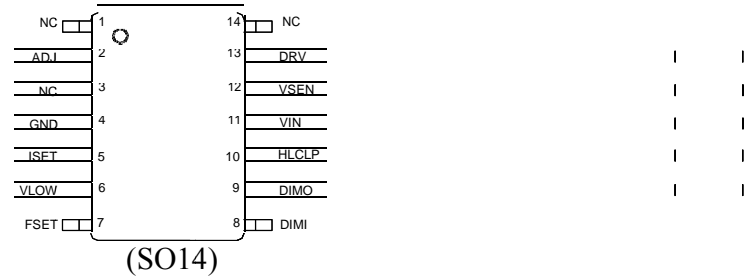 NC 1 14 NC
ADJ 2 13 DRV
NC 3 12 VSEN
GND 4 11 VIN
ISET 5 10 HLCLP
VLOW 6 9 DIMO
FSET 7 8 DIMI
(SO14)